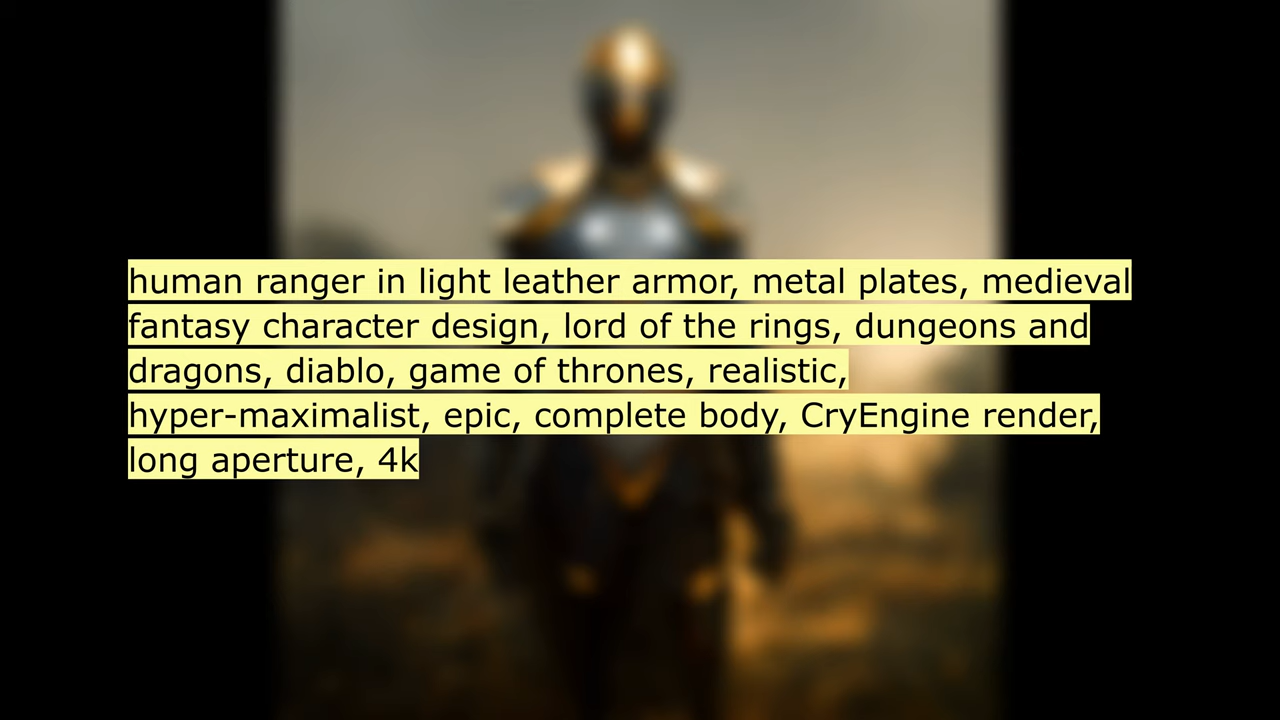 human ranger in light leather armor, metal plates, medieval
fantasy character design, lord of the rings, dungeons and
dragons, diablo, game of thrones, realistic,
hyper-maximalist, epic, complete body, CryEngine render,
long aperture, 4k